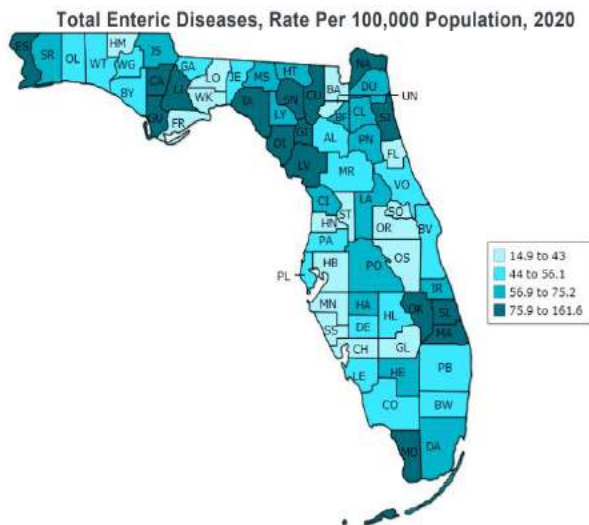 Total Enteric Diseases, Rate Per 100,000 Population, 2020
ES
SR
OL
WT
HM
WG
JS
BY
CA
GU
LI
GA
LO
WK
FR
JE
MS
TA
HT
SN
LY
DI
GI
LV
CU
BA
UN
BF
AL
NA
DU
CL
SJ
PN
FL
MR
VO
CI
ST
LA
SO
HN
OR
BV
PA
PL
HB
PO
OS
IR
MN
HA
HL
OK
SL
SS
DE
MA
CH
GL
LE
HE
PB
CO
BW
MO
DA
14.9 to 43
44 to 56.1
56.9 to 75.2
75.9 to 161.6